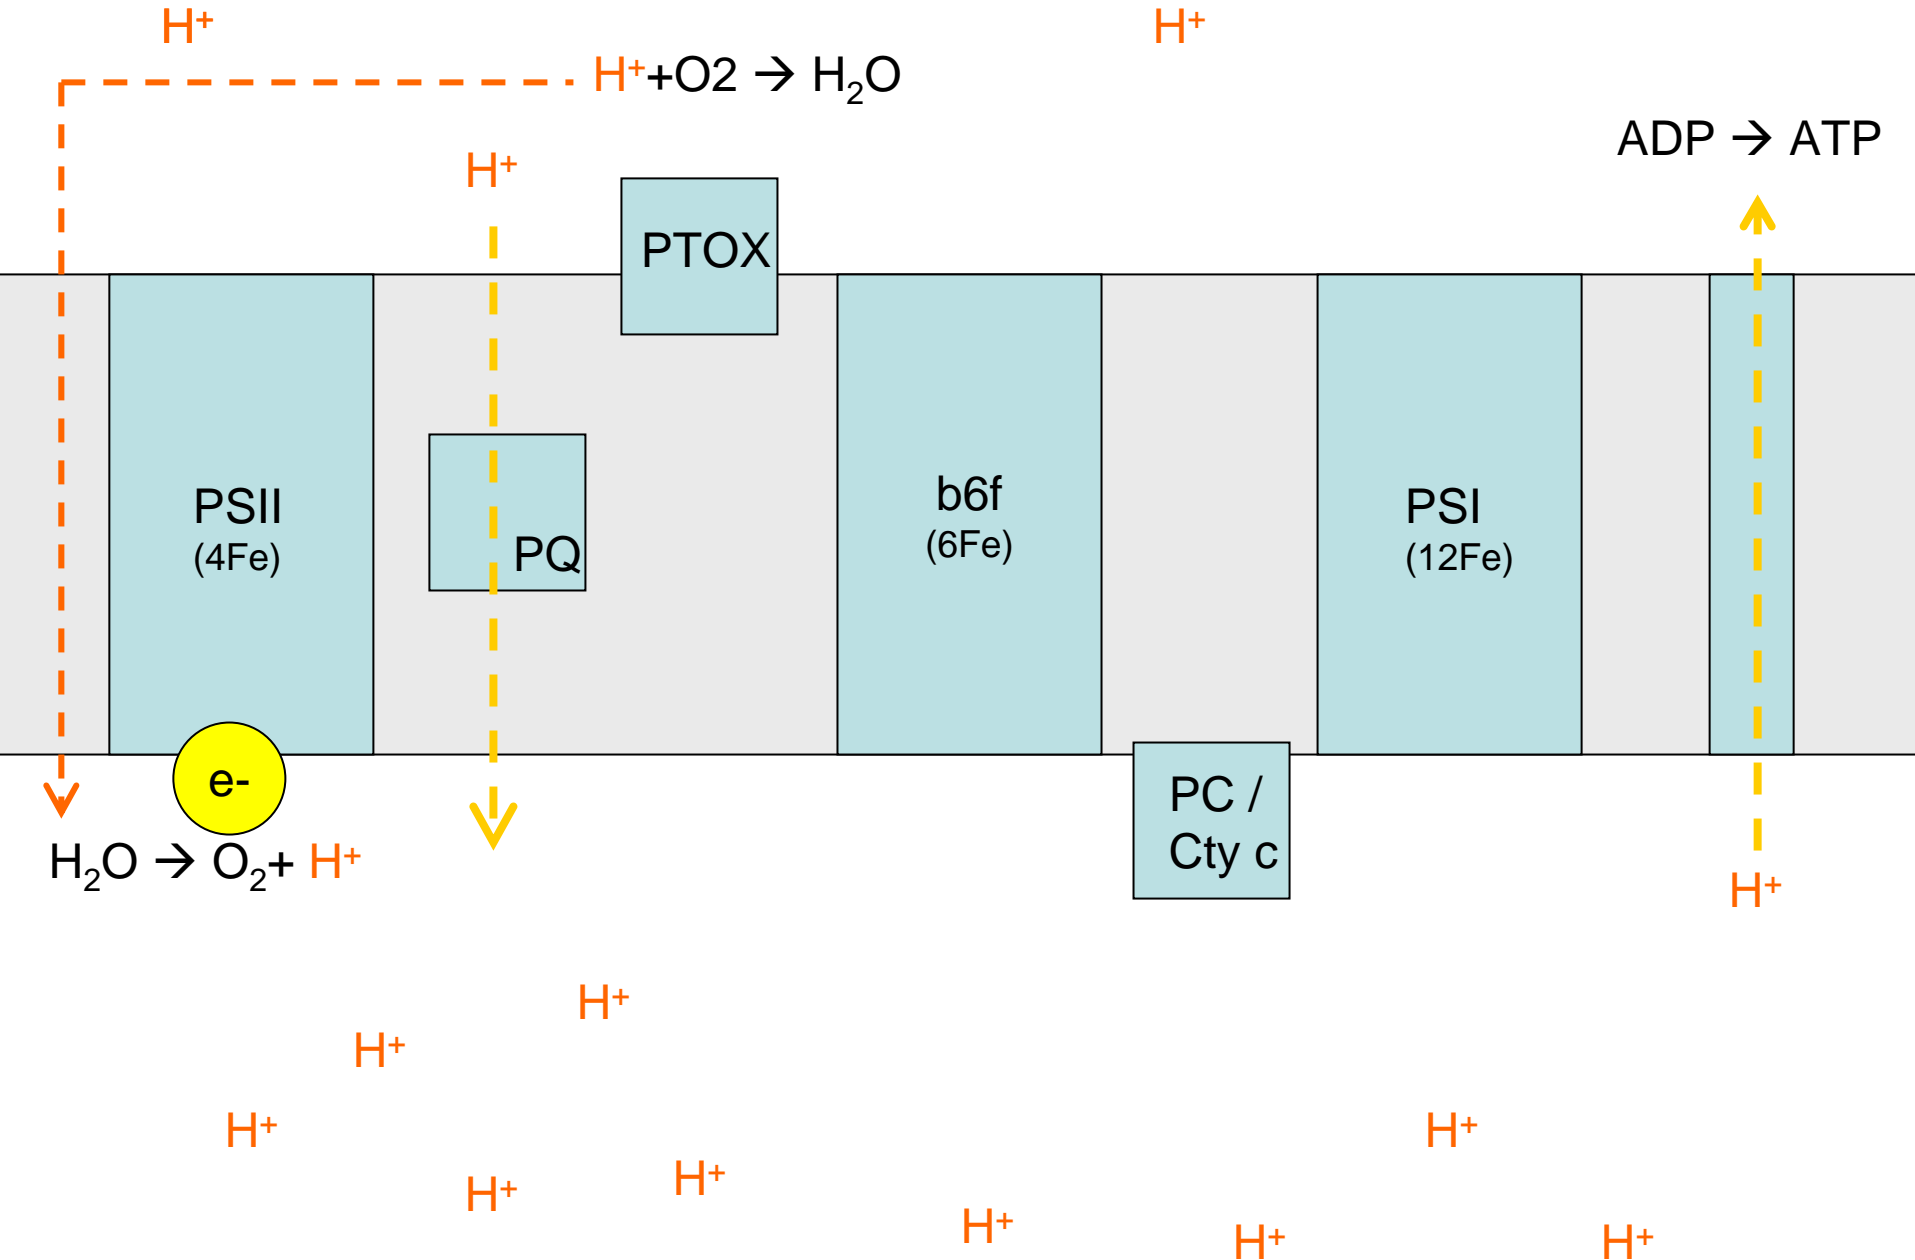 H⁺
H⁺
H⁺+O2 → H₂O
ADP → ATP
H⁺
PTOX
PSII
(4Fe)
PQ
b6f
(6Fe)
PSI
(12Fe)
e-
PC /
Cty c
H₂O → O₂+ H⁺
H⁺
H⁺
H⁺
H⁺
H⁺
H⁺
H⁺
H⁺
H⁺
H⁺